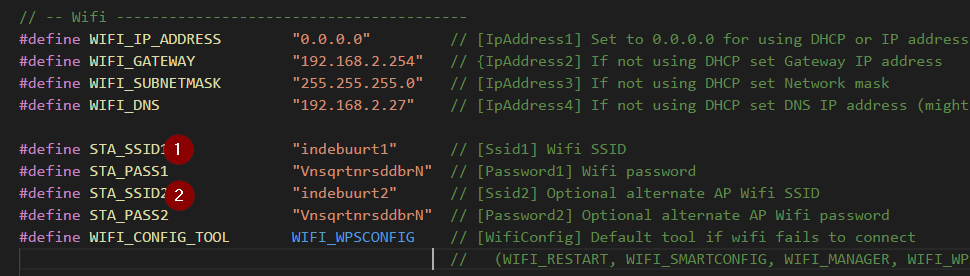 // -- Wifi ----------------------------------------
#define WIFI_IP_ADDRESS "0.0.0.0" // [IpAddress1] Set to 0.0.0.0 for using DHCP or IP address
#define WIFI_GATEWAY "192.168.2.254" // {IpAddress2] If not using DHCP set Gateway IP address
#define WIFI_SUBNETMASK "255.255.255.0" // [IpAddress3] If not using DHCP set Network mask
#define WIFI_DNS "192.168.2.27" // [IpAddress4] If not using DHCP set DNS IP address (might
#define STA_SSID1 1 "indebuurt1" // [Ssid1] Wifi SSID
#define STA_PASS1 "VnsqrtnrsddbrN" // [Password1] Wifi password
#define STA_SSID2 2 "indebuurt2" // [Ssid2] Optional alternate AP Wifi SSID
#define STA_PASS2 "VnsqrtnrsddbrN" // [Password2] Optional alternate AP Wifi password
#define WIFI_CONFIG_TOOL WIFI_WPSCONFIG // [WifiConfig] Default tool if wifi fails to connect
// (WIFI_RESTART, WIFI_SMARTCONFIG, WIFI_MANAGER, WIFI_WP